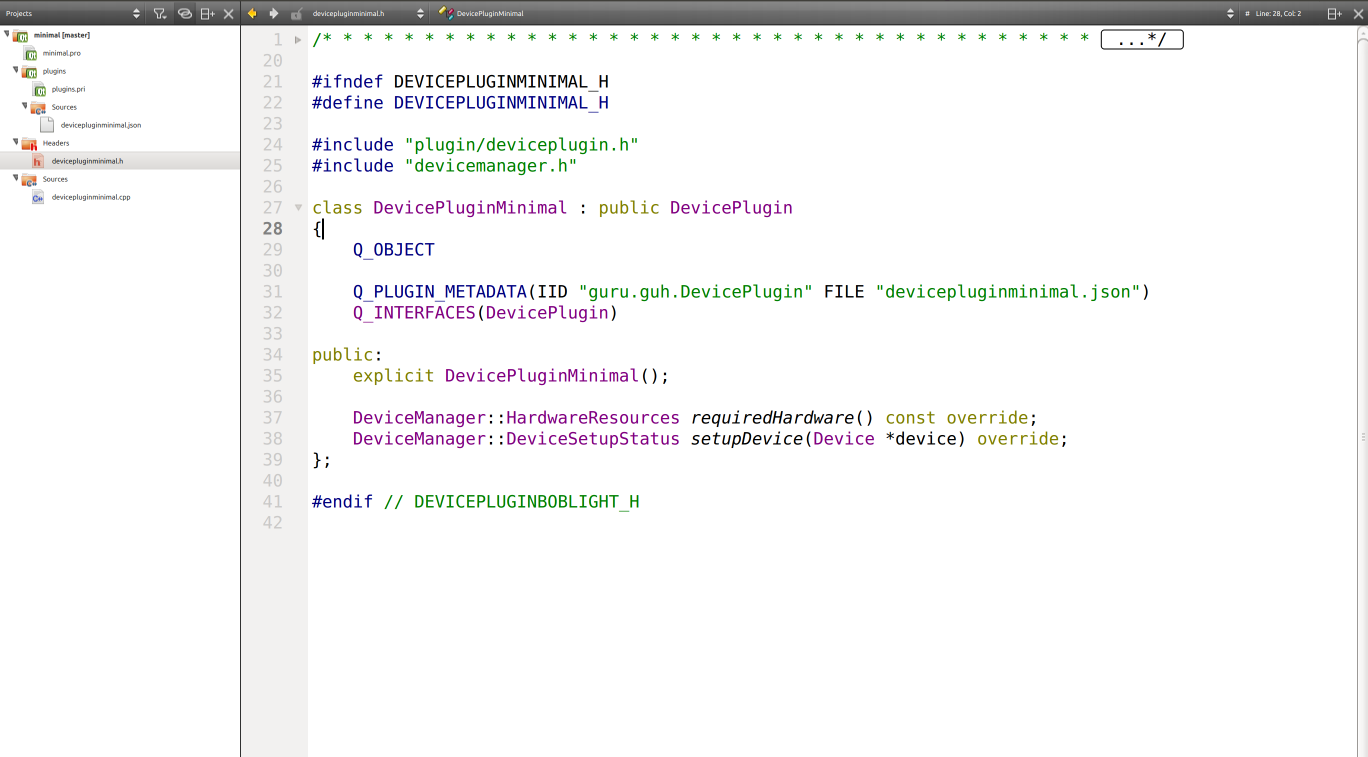 Projects
devicepluginminimal.h
DevicePluginMinimal
# Line: 28, Col: 2
minimal [master]
minimal.pro
plugins
plugins.pri
Sources
devicepluginminimal.json
Headers
devicepluginminimal.h
Sources
devicepluginminimal.cpp
1 /* * * * * * * * * * * * * * * * * * * * * * * * * * * * * * * * * * * * * * ...*/
20
21 #ifndef DEVICEPLUGINMINIMAL_H
22 #define DEVICEPLUGINMINIMAL_H
23
24 #include "plugin/deviceplugin.h"
25 #include "devicemanager.h"
26
27 class DevicePluginMinimal : public DevicePlugin
28 {
29 Q_OBJECT
30
31 Q_PLUGIN_METADATA(IID "guru.guh.DevicePlugin" FILE "devicepluginminimal.json")
32 Q_INTERFACES(DevicePlugin)
33
34 public:
35 explicit DevicePluginMinimal();
36
37 DeviceManager::HardwareResources requiredHardware() const override;
38 DeviceManager::DeviceSetupStatus setupDevice(Device *device) override;
39 };
40
41 #endif // DEVICEPLUGINBOBLIGHT_H
42